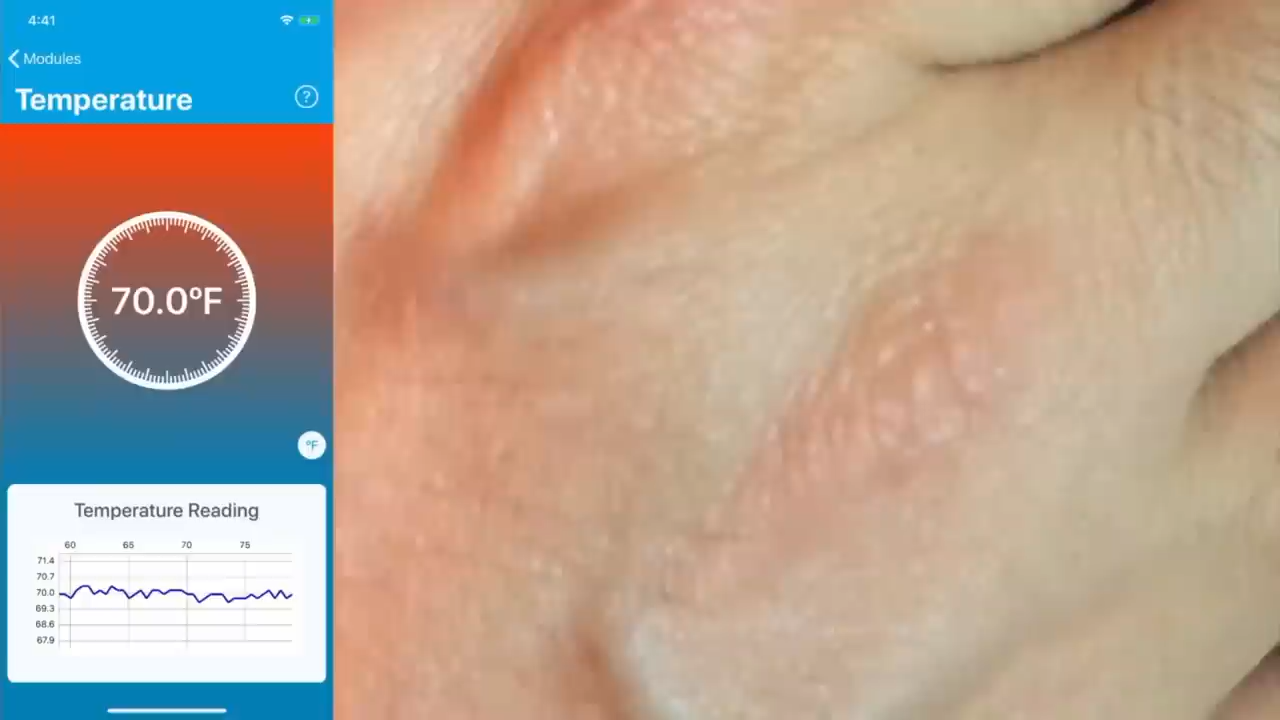 4:41
Modules
Temperature
?
70.0°F
°F
Temperature Reading
60 65 70 75
71.4
70.7
70.0
69.3
68.6
67.9